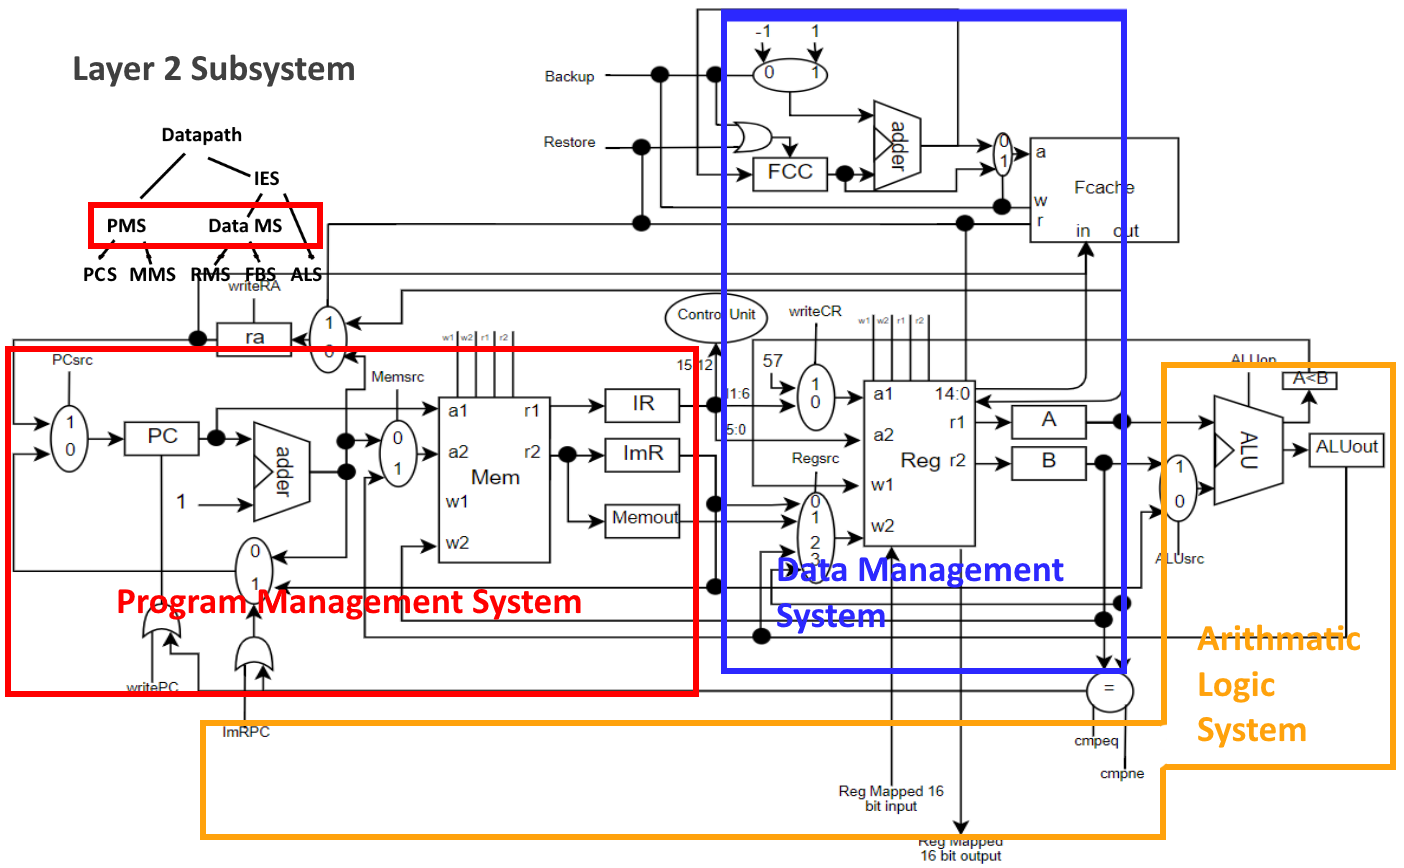 Layer 2 Subsystem
Datapath
IES
PMS
Data MS
PCS
MMS
RMS
FBS
ALS
-1
1
0
1
Backup
Restore
adder
FCC
0
1
a
Fcache
w
r
in
out
writeRA
ra
1
0
Control Unit
writeCR
w1
w2
r1
r2
w1
w2
r1
r2
15:12
57
11:6
5:0
PCsrc
1
0
PC
adder
1
Memsrc
0
1
a1
a2
Mem
w1
w2
r1
r2
IR
ImR
Memout
1
0
a1
14:0
a2
Reg
r1
r2
w1
w2
Regsrc
0
1
2
3
A
B
ALUop
A<B
ALU
ALUout
1
0
ALUsrc
0
1
Program Management System
Data Management
System
Arithmatic
Logic
System
writePC
ImRPC
=
cmpeq
cmpne
Reg Mapped 16
bit input
Reg Mapped
16 bit output